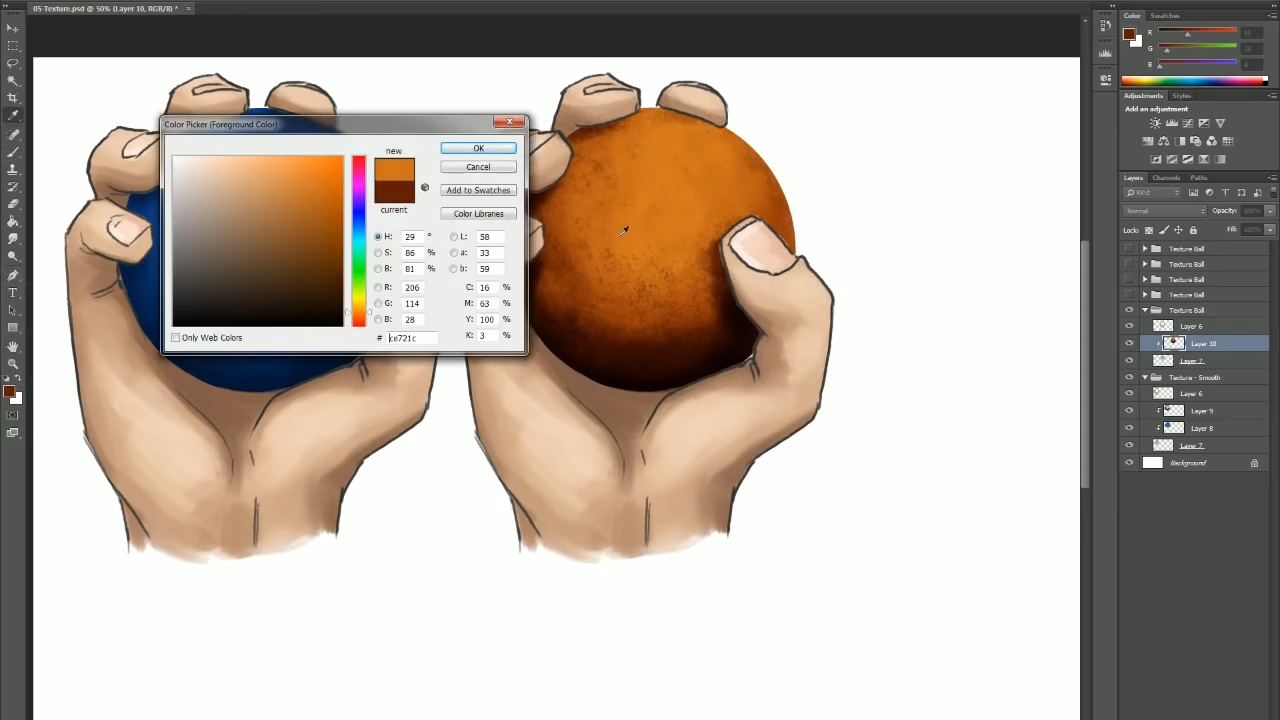 05-Texture.psd @ 50% (Layer 10, RGB/8) * ×
Color Picker (Foreground Color)
new
current
OK
Cancel
Add to Swatches
Color Libraries
H: 29 °
S: 86 %
B: 81 %
R: 206
G: 114
B: 28
L: 58
a: 33
b: 59
C: 16 %
M: 63 %
Y: 100 %
K: 3 %
# ce721c
Only Web Colors
Color Swatches
R
G
B
Adjustments Styles
Add an adjustment
Layers Channels Paths
Kind
Normal Opacity: 100%
Lock: Fill: 100%
Texture Ball
Texture Ball
Texture Ball
Texture Ball
Texture Ball
Layer 6
Layer 10
Layer 7
Texture - Smooth
Layer 6
Layer 9
Layer 8
Layer 7
Background